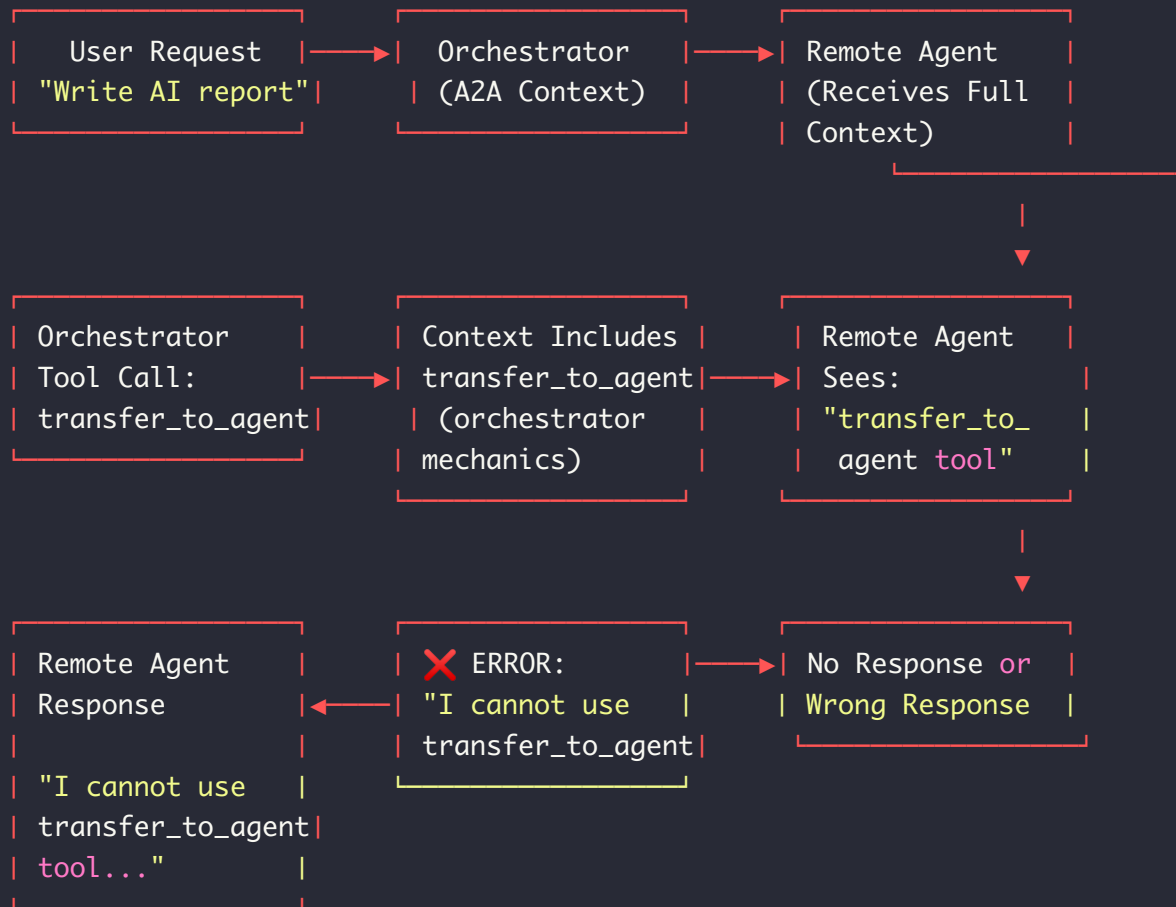 User Request
"Write AI report"
Orchestrator
(A2A Context)
Remote Agent
(Receives Full
Context)
Orchestrator
Tool Call:
transfer_to_agent
Context Includes
transfer_to_agent
(orchestrator
mechanics)
Remote Agent
Sees:
"transfer_to_
agent tool"
Remote Agent
Response
"I cannot use
transfer_to_agent
tool..."
❌ ERROR:
"I cannot use
transfer_to_agent
No Response or
Wrong Response